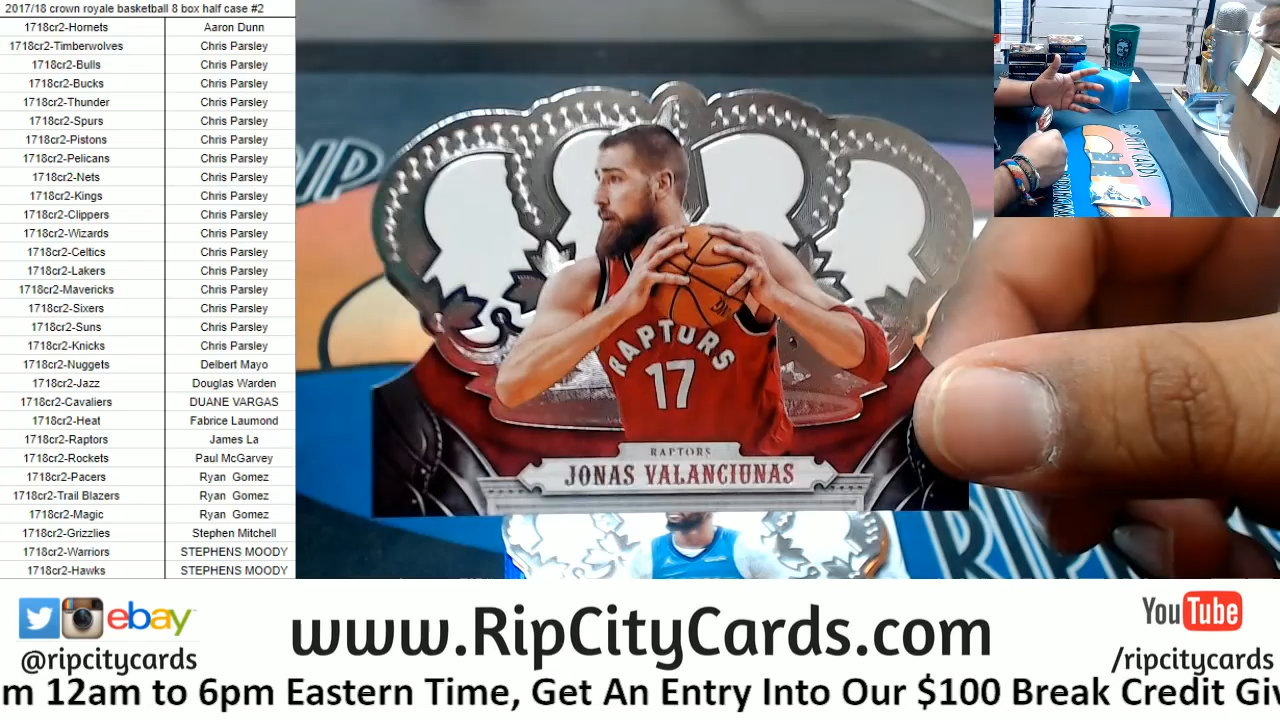 2017/18 crown royale basketball 8 box half case #2
1718cr2-Hornets Aaron Dunn
1718cr2-Timberwolves Chris Parsley
1718cr2-Bulls Chris Parsley
1718cr2-Bucks Chris Parsley
1718cr2-Thunder Chris Parsley
1718cr2-Spurs Chris Parsley
1718cr2-Pistons Chris Parsley
1718cr2-Pelicans Chris Parsley
1718cr2-Nets Chris Parsley
1718cr2-Kings Chris Parsley
1718cr2-Clippers Chris Parsley
1718cr2-Wizards Chris Parsley
1718cr2-Celtics Chris Parsley
1718cr2-Lakers Chris Parsley
1718cr2-Mavericks Chris Parsley
1718cr2-Sixers Chris Parsley
1718cr2-Suns Chris Parsley
1718cr2-Knicks Chris Parsley
1718cr2-Nuggets Delbert Mayo
1718cr2-Jazz Douglas Warden
1718cr2-Cavaliers DUANE VARGAS
1718cr2-Heat Fabrice Laumond
1718cr2-Raptors James La
1718cr2-Rockets Paul McGarvey
1718cr2-Pacers Ryan Gomez
1718cr2-Trail Blazers Ryan Gomez
1718cr2-Magic Ryan Gomez
1718cr2-Grizzlies Stephen Mitchell
1718cr2-Warriors STEPHENS MOODY
1718cr2-Hawks STEPHENS MOODY
RIP
RAPTURS
17
RAPTORS
JONAS VALANCIUNAS
RIP
ebay
@ripcitycards
www.RipCityCards.com
YouTube
/ripcitycards
m 12am to 6pm Eastern Time, Get An Entry Into Our $100 Break Credit Giv